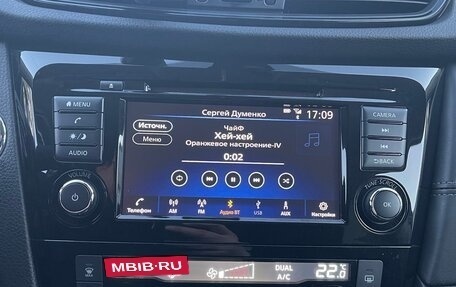 Сергей Думенко
17:09
MENU
CAMERA
Источн.
ЧайФ
Хей-хей
Меню
Оранжевое настроение-IV
0:02
AUDIO
BACK
VOLUME
TUNE·SCROLL
OK
Телефон
AM
FM
Аудио BT
USB
AUX
Настройки
MBIB.RU
MAX
DUAL
A/C
22.0